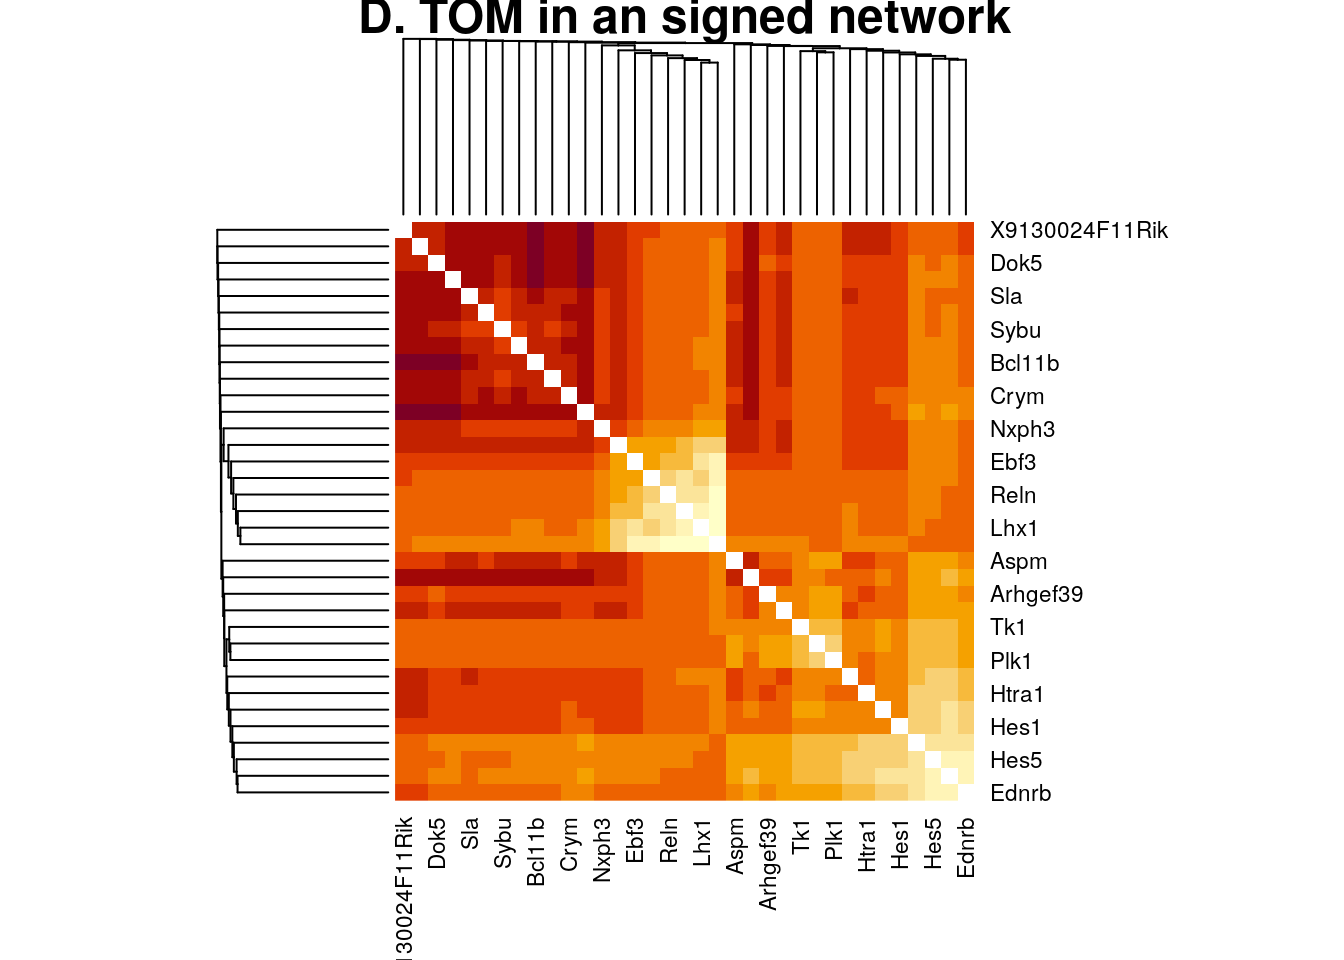 D. TOM in an signed network
X9130024F11Rik
Dok5
Sla
Sybu
Bcl11b
Crym
Nxph3
Ebf3
Reln
Lhx1
Aspm
Arhgef39
Tk1
Plk1
Htra1
Hes1
Hes5
Ednrb
130024F11Rik
Dok5
Sla
Sybu
Bcl11b
Crym
Nxph3
Ebf3
Reln
Lhx1
Aspm
Arhgef39
Tk1
Plk1
Htra1
Hes1
Hes5
Ednrb